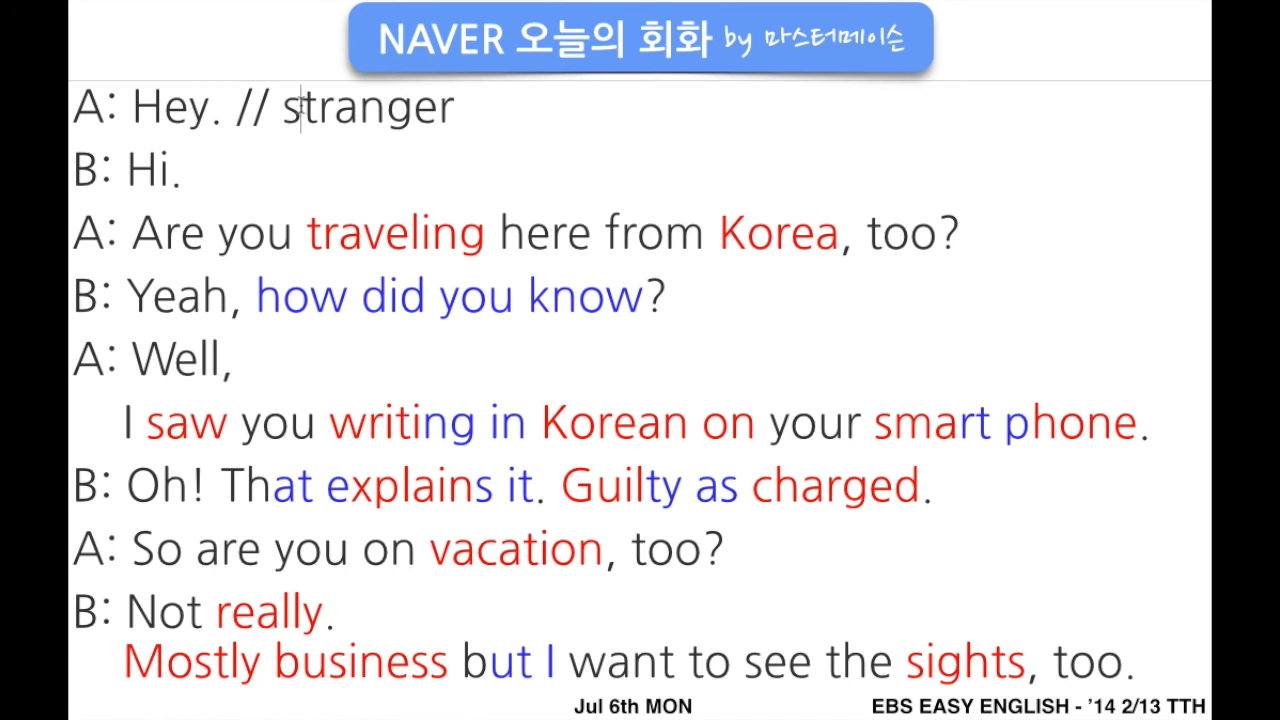 NAVER 오늘의 회화 by 마스터메이슨
A: Hey. // stranger
B: Hi.
A: Are you traveling here from Korea, too?
B: Yeah, how did you know?
A: Well,
I saw you writing in Korean on your smart phone.
B: Oh! That explains it. Guilty as charged.
A: So are you on vacation, too?
B: Not really.
Mostly business but I want to see the sights, too.
Jul 6th MON
EBS EASY ENGLISH - ’14 2/13 TTH